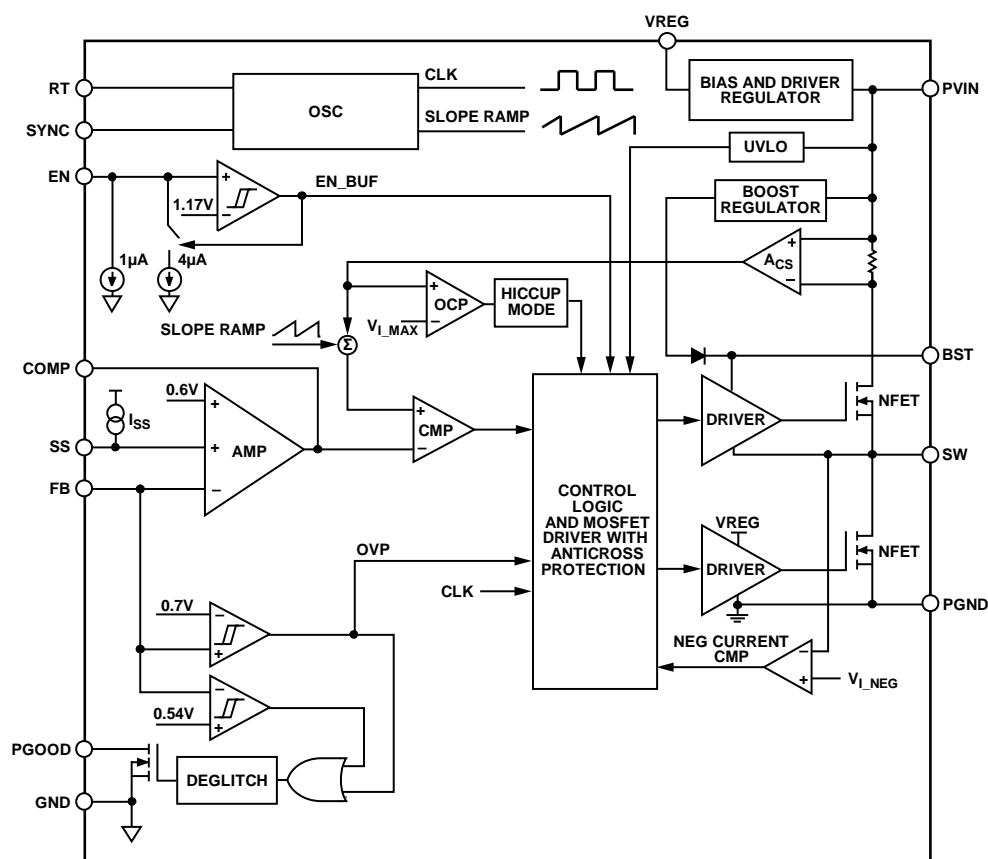 VREG
RT
OSC
CLK
SLOPE RAMP
BIAS AND DRIVER
REGULATOR
PVIN
SYNC
UVLO
EN
+
1.17V
−
EN_BUF
BOOST
REGULATOR
1µA
4µA
ACS
+
−
OCP
+
−
HICCUP
MODE
VI_MAX
SLOPE RAMP
Σ
COMP
BST
0.6V
+
ISS
SS
+
AMP
FB
−
+
CMP
−
DRIVER
NFET
SW
CONTROL
LOGIC
AND MOSFET
DRIVER WITH
ANTICROSS
PROTECTION
VREG
DRIVER
NFET
OVP
CLK
PGND
0.7V
−
+
NEG CURRENT
CMP
−
+
VI_NEG
−
0.54V
+
PGOOD
DEGLITCH
GND